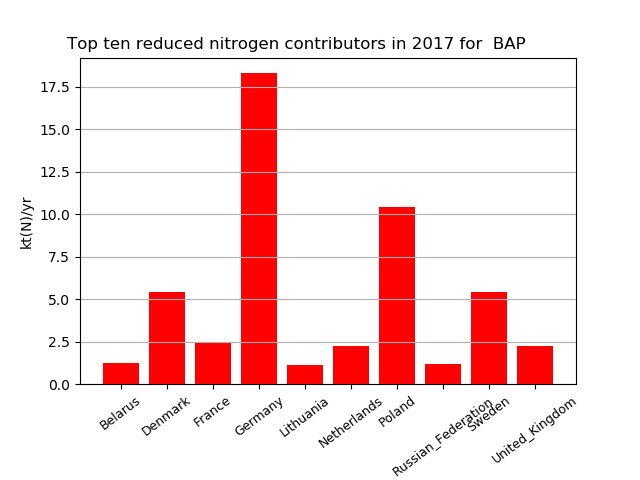 Top ten reduced nitrogen contributors in 2017 for  BAP
kt(N)/yr
17.5
15.0
12.5
10.0
7.5
5.0
2.5
0.0
Belarus
Denmark
France
Germany
Lithuania
Netherlands
Poland
Russian_Federation
Sweden
United_Kingdom